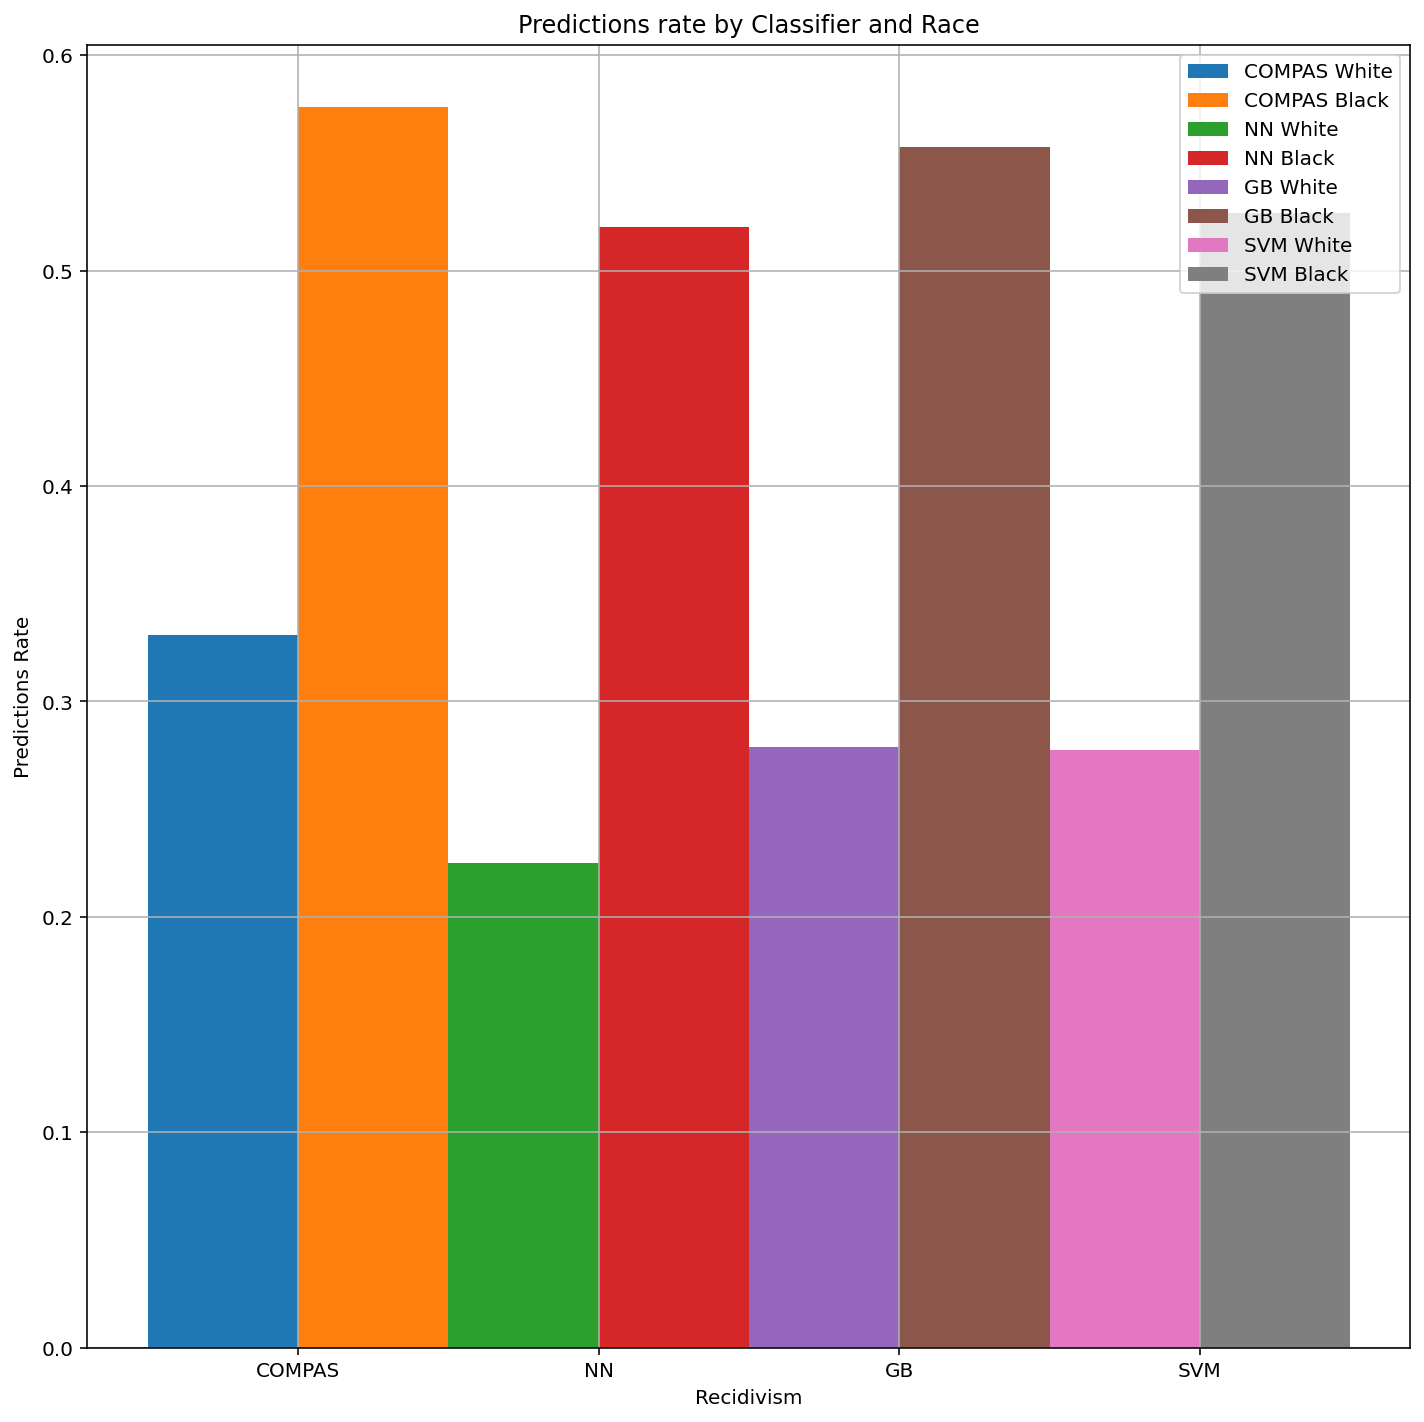 Predictions rate by Classifier and Race
0.6
0.5
0.4
0.3
0.2
0.1
0.0
Predictions Rate
COMPAS White
COMPAS Black
NN White
NN Black
GB White
GB Black
SVM White
SVM Black
COMPAS
NN
GB
SVM
Recidivism